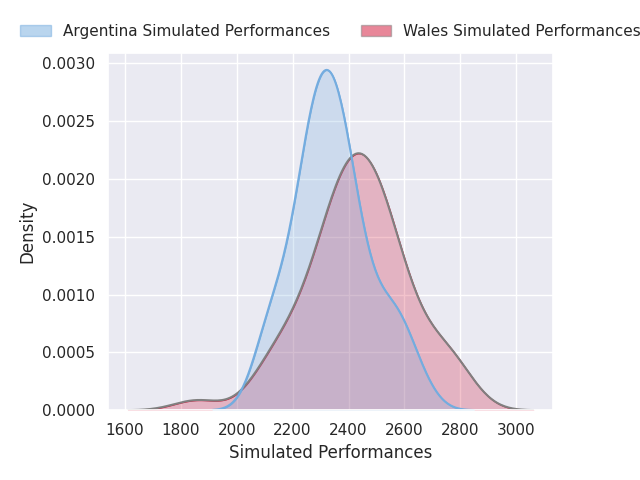 Argentina Simulated Performances
Wales Simulated Performances
0.0030
0.0025
0.0020
0.0015
0.0010
0.0005
0.0000
Density
1600 1800 2000 2200 2400 2600 2800 3000
Simulated Performances